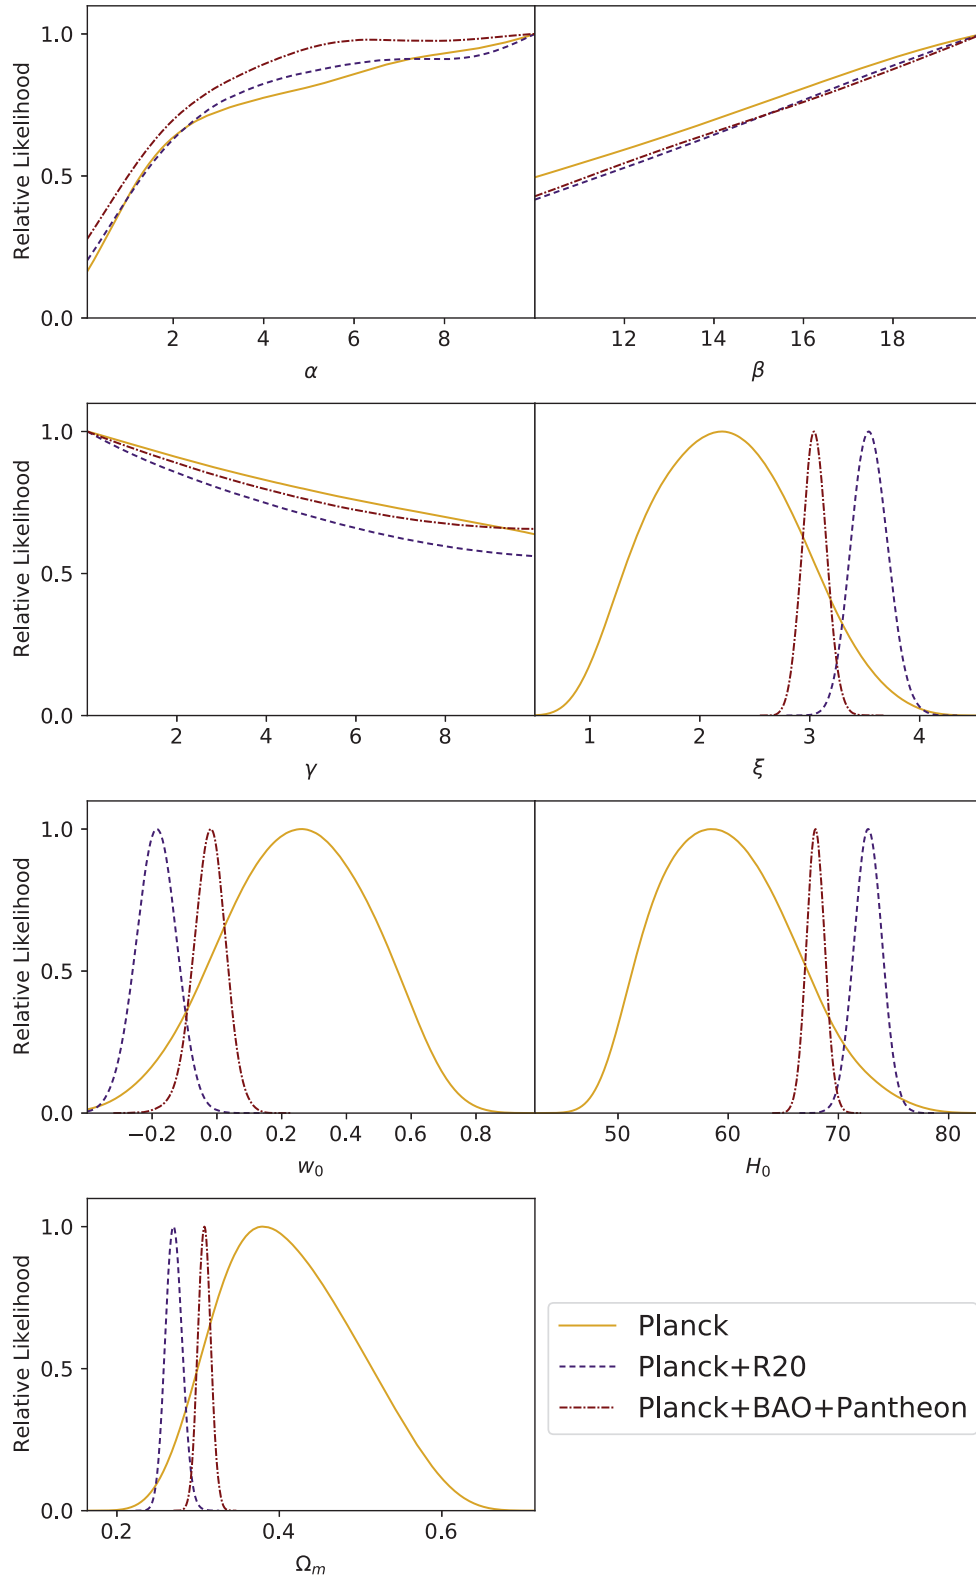 1.0
0.5
0.0
Relative Likelihood
2 4 6 8
α
12 14 16 18
β
1.0
0.5
0.0
Relative Likelihood
2 4 6 8
γ
1 2 3 4
ξ
1.0
0.5
0.0
Relative Likelihood
−0.2 0.0 0.2 0.4 0.6 0.8
w₀
50 60 70 80
H₀
1.0
0.5
0.0
Relative Likelihood
0.2 0.4 0.6
Ωₘ
Planck
Planck+R20
Planck+BAO+Pantheon